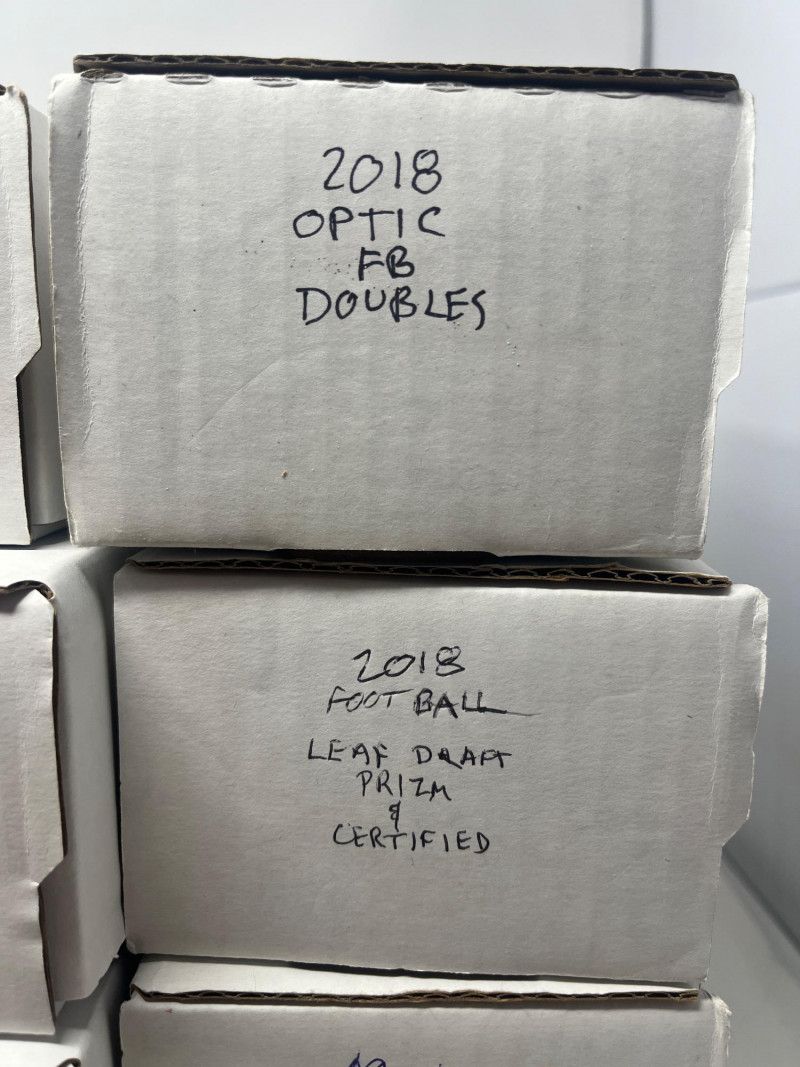 2018
OPTIC
FB
DOUBLES
2018
FOOTBALL
LEAF DRAFT
PRIZM
&
CERTIFIED